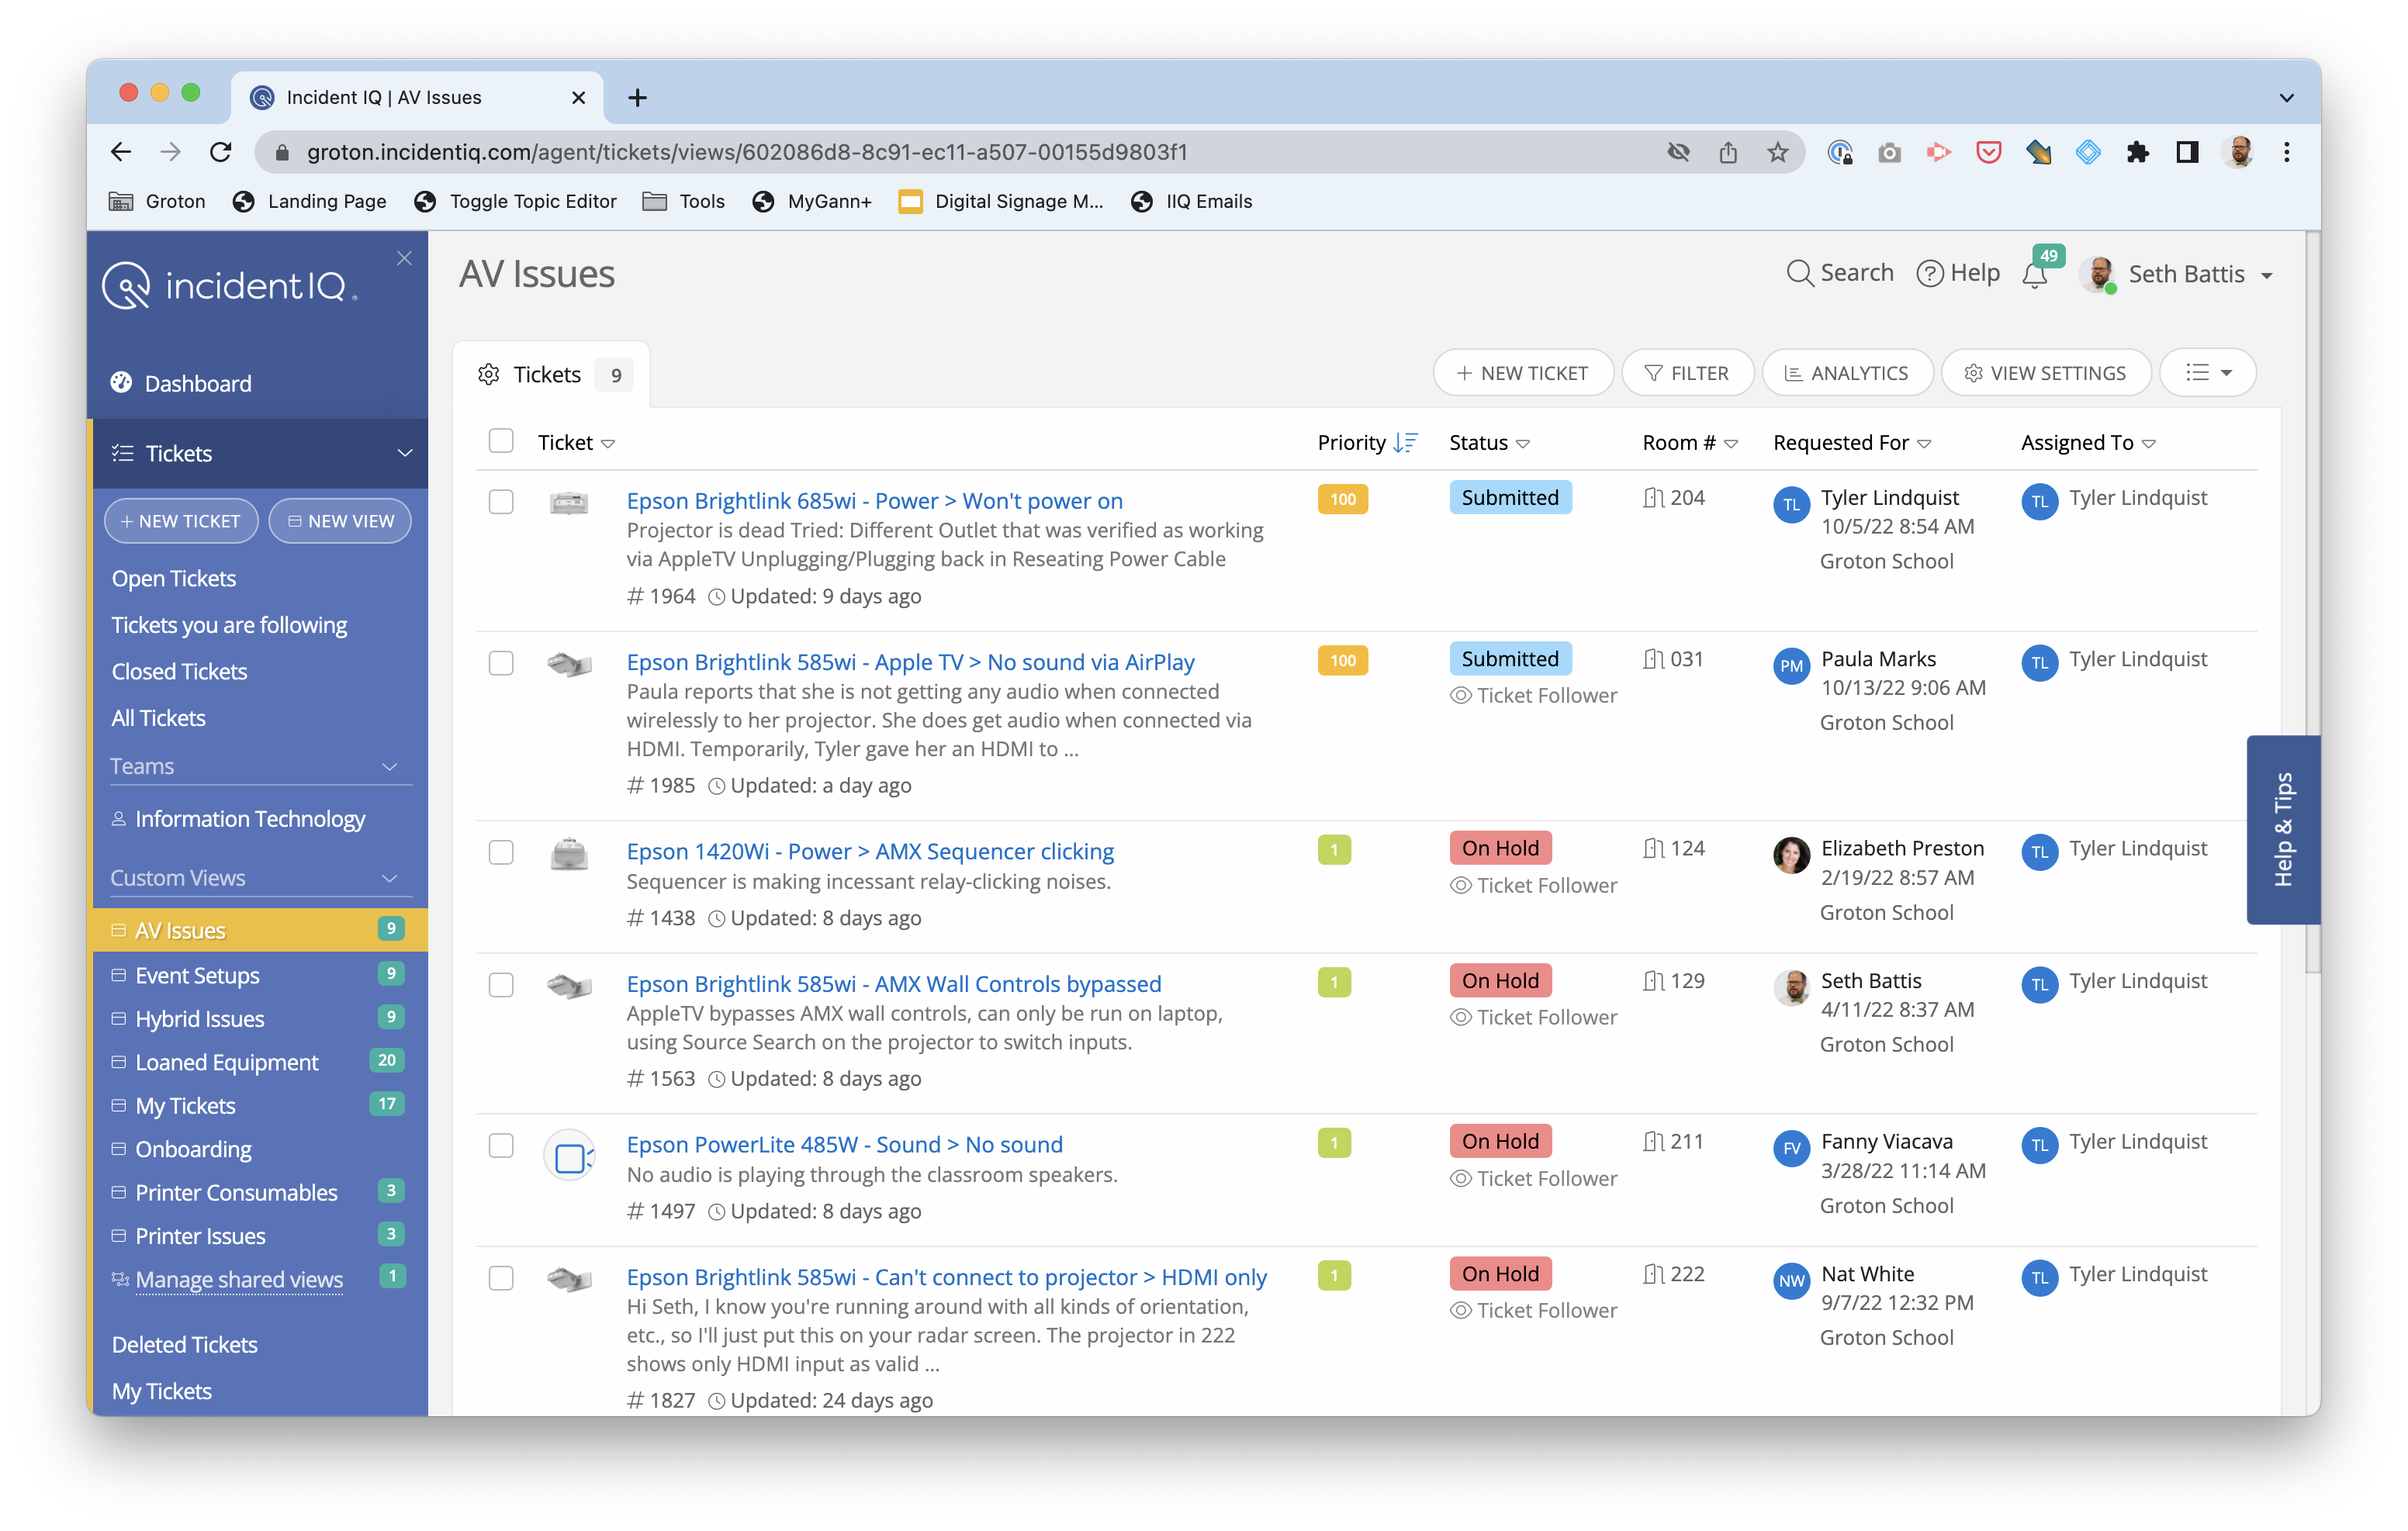 Incident IQ | AV Issues
groton.incidentiq.com/agent/tickets/views/602086d8-8c91-ec11-a507-00155d9803f1
Groton
Landing Page
Toggle Topic Editor
Tools
MyGann+
Digital Signage M...
IIQ Emails
incidentIQ
Dashboard
Tickets
+ NEW TICKET
NEW VIEW
Open Tickets
Tickets you are following
Closed Tickets
All Tickets
Teams
Information Technology
Custom Views
AV Issues 9
Event Setups 9
Hybrid Issues 9
Loaned Equipment 20
My Tickets 17
Onboarding
Printer Consumables 3
Printer Issues 3
Manage shared views 1
Deleted Tickets
My Tickets
AV Issues
Search
Help
49
Seth Battis
Tickets 9
+ NEW TICKET
FILTER
ANALYTICS
VIEW SETTINGS
Ticket Priority Status Room # Requested For Assigned To
Epson Brightlink 685wi - Power > Won't power on
Projector is dead Tried: Different Outlet that was verified as working
via AppleTV Unplugging/Plugging back in Reseating Power Cable
# 1964 Updated: 9 days ago
100
Submitted
204
TL Tyler Lindquist
10/5/22 8:54 AM
Groton School
TL Tyler Lindquist
Epson Brightlink 585wi - Apple TV > No sound via AirPlay
Paula reports that she is not getting any audio when connected
wirelessly to her projector. She does get audio when connected via
HDMI. Temporarily, Tyler gave her an HDMI to ...
# 1985 Updated: a day ago
100
Submitted
Ticket Follower
031
PM Paula Marks
10/13/22 9:06 AM
Groton School
TL Tyler Lindquist
Epson 1420Wi - Power > AMX Sequencer clicking
Sequencer is making incessant relay-clicking noises.
# 1438 Updated: 8 days ago
1
On Hold
Ticket Follower
124
Elizabeth Preston
2/19/22 8:57 AM
Groton School
TL Tyler Lindquist
Epson Brightlink 585wi - AMX Wall Controls bypassed
AppleTV bypasses AMX wall controls, can only be run on laptop,
using Source Search on the projector to switch inputs.
# 1563 Updated: 8 days ago
1
On Hold
Ticket Follower
129
Seth Battis
4/11/22 8:37 AM
Groton School
TL Tyler Lindquist
Epson PowerLite 485W - Sound > No sound
No audio is playing through the classroom speakers.
# 1497 Updated: 8 days ago
1
On Hold
Ticket Follower
211
FV Fanny Viacava
3/28/22 11:14 AM
Groton School
TL Tyler Lindquist
Epson Brightlink 585wi - Can't connect to projector > HDMI only
Hi Seth, I know you're running around with all kinds of orientation,
etc., so I'll just put this on your radar screen. The projector in 222
shows only HDMI input as valid ...
# 1827 Updated: 24 days ago
1
On Hold
Ticket Follower
222
NW Nat White
9/7/22 12:32 PM
Groton School
TL Tyler Lindquist
Help & Tips